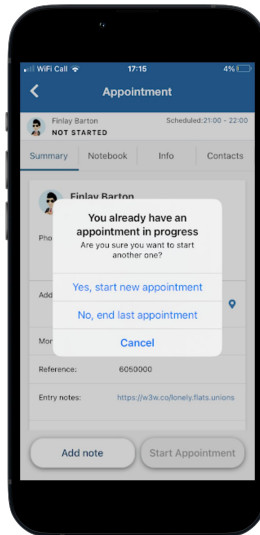 WiFi Call 17:15 4%
Appointment
Finlay Barton Scheduled:21:00 - 22:00
NOT STARTED
Summary Notebook Info Contacts
Finlay Barton
You already have an
appointment in progress
Are you sure you want to start
another one?
Pho
Yes, start new appointment
Add
No, end last appointment
Mor
Cancel
Reference: 6050000
Entry notes: https://w3w.co/lonely.flats.unions
Add note Start Appointment